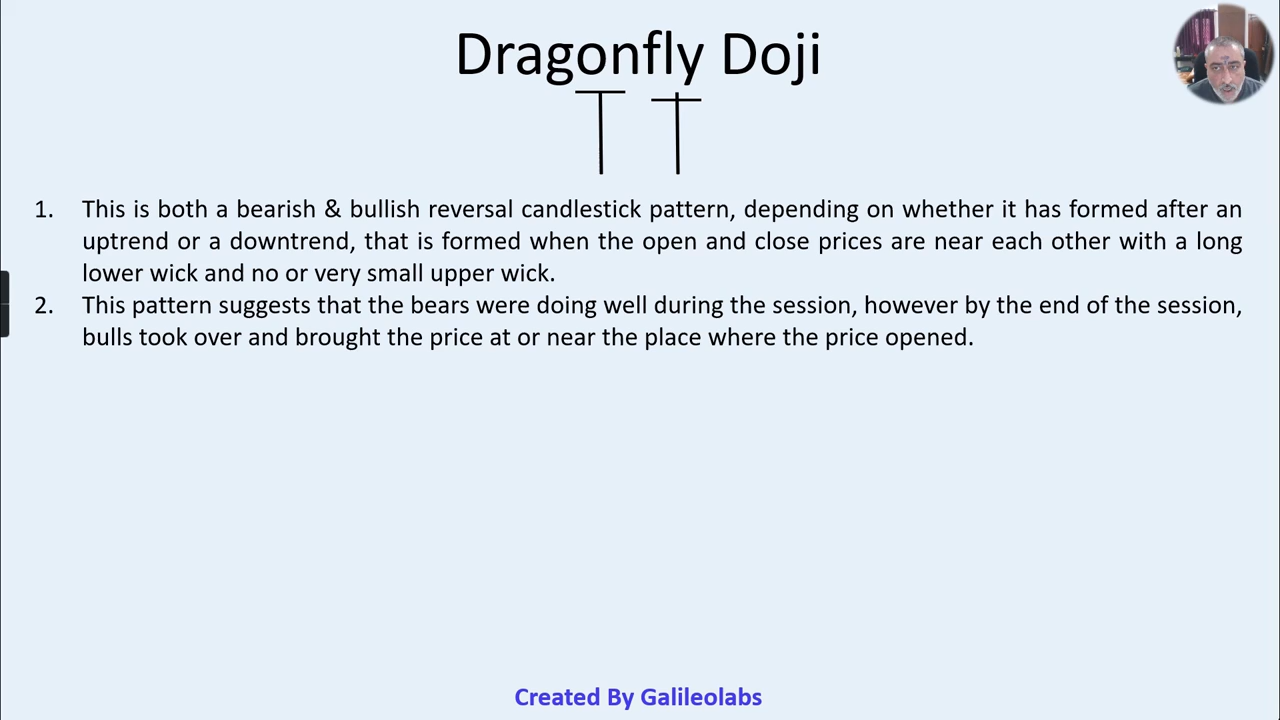 Dragonfly Doji
1. This is both a bearish & bullish reversal candlestick pattern, depending on whether it has formed after an
uptrend or a downtrend, that is formed when the open and close prices are near each other with a long
lower wick and no or very small upper wick.
2. This pattern suggests that the bears were doing well during the session, however by the end of the session,
bulls took over and brought the price at or near the place where the price opened.
Created By Galileolabs